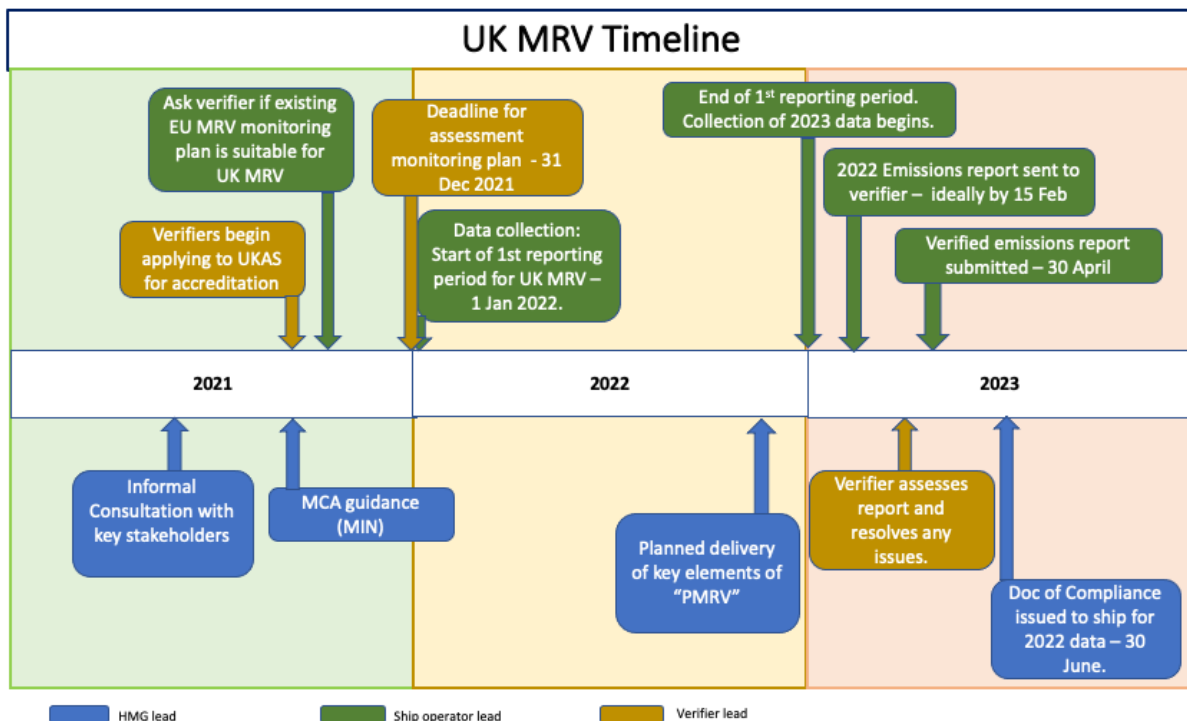 UK MRV Timeline
Ask verifier if existing
EU MRV monitoring
plan is suitable for
UK MRV
Verifiers begin
applying to UKAS
for accreditation
Deadline for
assessment
monitoring plan - 31
Dec 2021
Data collection:
Start of 1st reporting
period for UK MRV –
1 Jan 2022.
End of 1st reporting period.
Collection of 2023 data begins.
2022 Emissions report sent to
verifier – ideally by 15 Feb
Verified emissions report
submitted – 30 April
2021
2022
2023
Informal
Consultation with
key stakeholders
MCA guidance
(MIN)
Planned delivery
of key elements of
“PMRV”
Verifier assesses
report and
resolves any
issues.
Doc of Compliance
issued to ship for
2022 data – 30
June.
HMG lead
Ship operator lead
Verifier lead